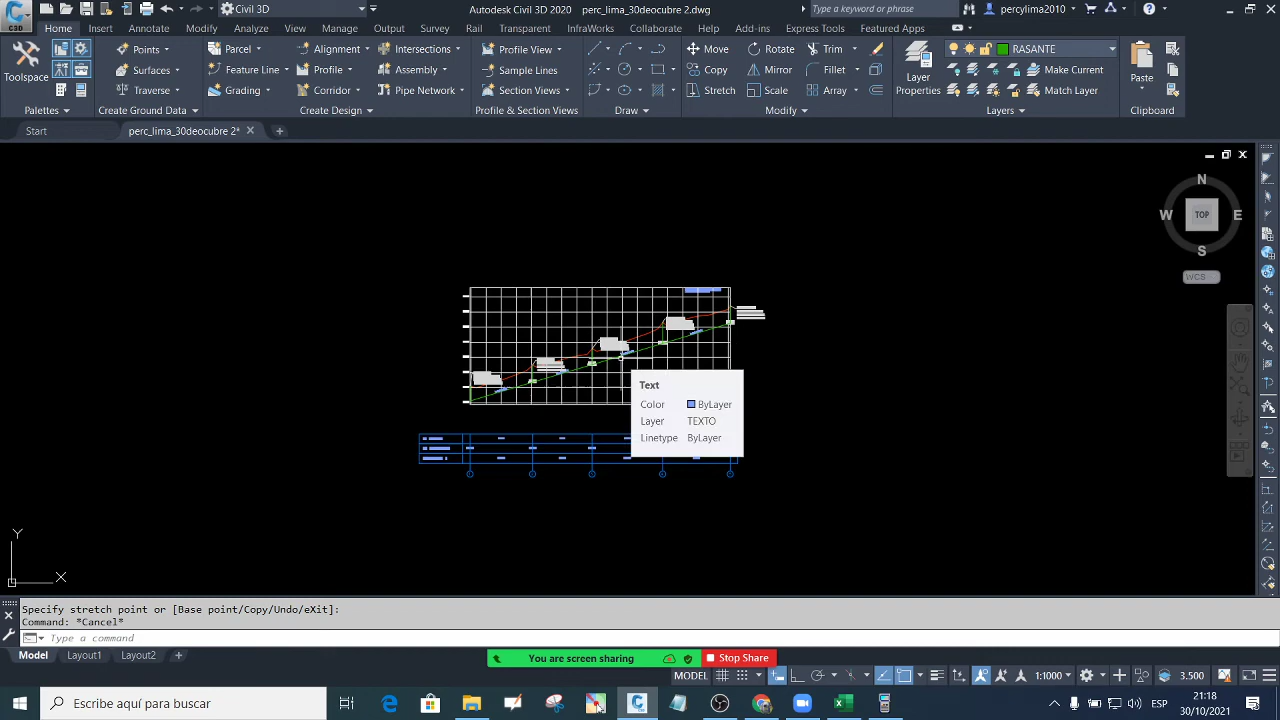 Civil 3D
Autodesk Civil 3D 2020 perc_lima_30deocubre 2.dwg
Type a keyword or phrase
percylima2010
C3D
Home Insert Annotate Modify Analyze View Manage Output Survey Rail Transparent InfraWorks Collaborate Help Add-ins Express Tools Featured Apps
Toolspace
Points
Surfaces
Traverse
Parcel
Feature Line
Grading
Alignment
Profile
Corridor
Intersections
Assembly
Pipe Network
Profile View
Sample Lines
Section Views
Move
Copy
Stretch
Rotate
Mirror
Scale
Trim
Fillet
Array
Layer
Properties
RASANTE
Make Current
Match Layer
Paste
Palettes
Create Ground Data
Create Design
Profile & Section Views
Draw
Modify
Layers
Clipboard
Start
perc_lima_30deocubre 2*
N
W
TOP
E
S
WCS
Text
Color ByLayer
Layer TEXTO
Linetype ByLayer
Y
X
Specify stretch point or [Base point/Copy/Undo/eXit]:
Command: *Cancel*
Type a command
Model Layout1 Layout2
You are screen sharing
Stop Share
MODEL
1:1000
3.500
Escribe aquí para buscar
ESP
21:18
30/10/2021